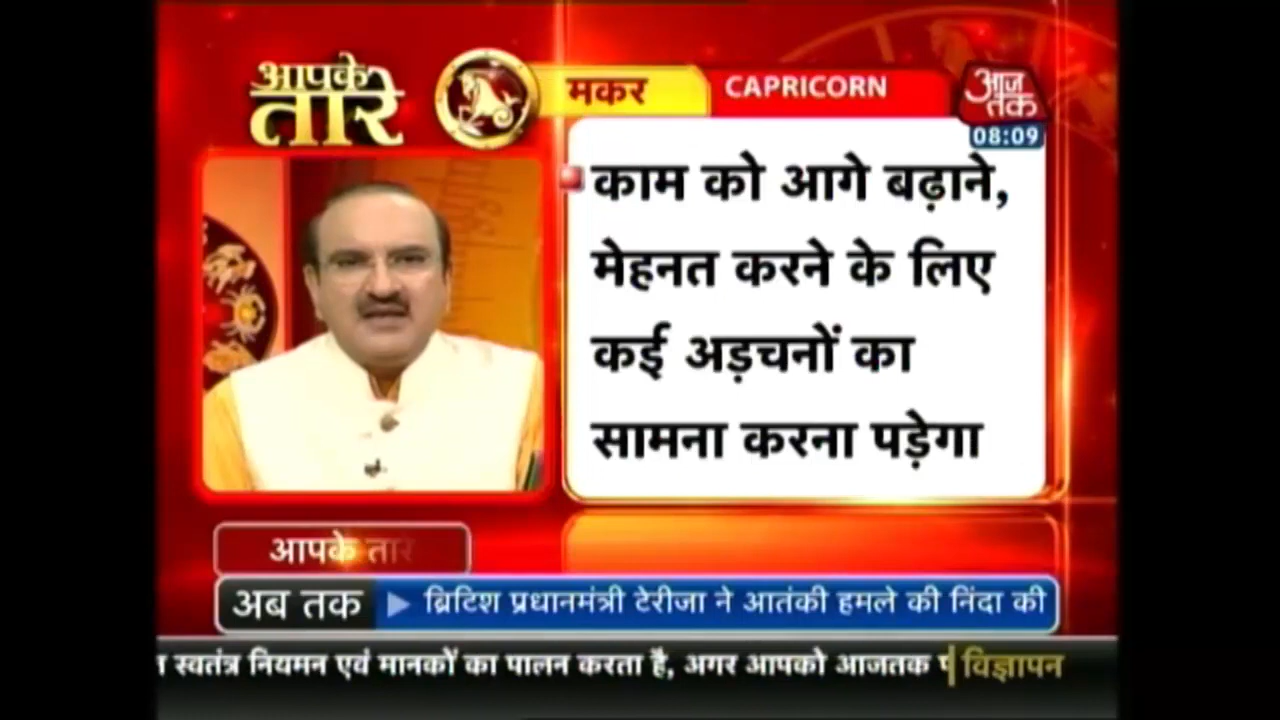 आपके
तारे
मकर
CAPRICORN
आज
तक
08:09
काम को आगे बढ़ाने,
मेहनत करने के लिए
कई अड़चनों का
सामना करना पड़ेगा
आपके तारे
अब तक
ब्रिटिश प्रधानमंत्री टेरीजा ने आतंकी हमले की निंदा की
स्वतंत्र नियमन एवं मानकों का पालन करता है, अगर आपको आजतक
विज्ञापन